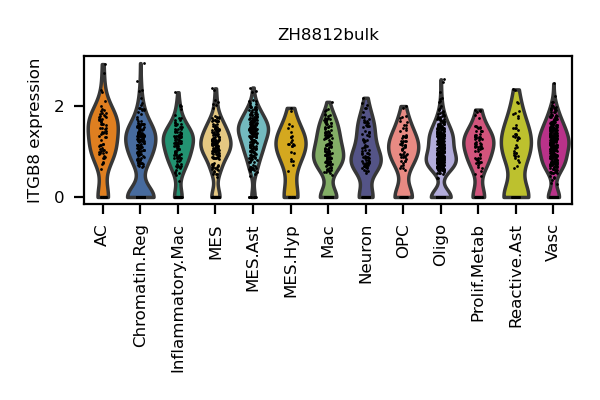 ZH8812bulk
ITGB8 expression
2
0
AC
Chromatin.Reg
Inflammatory.Mac
MES
MES.Ast
MES.Hyp
Mac
Neuron
OPC
Oligo
Prolif.Metab
Reactive.Ast
Vasc